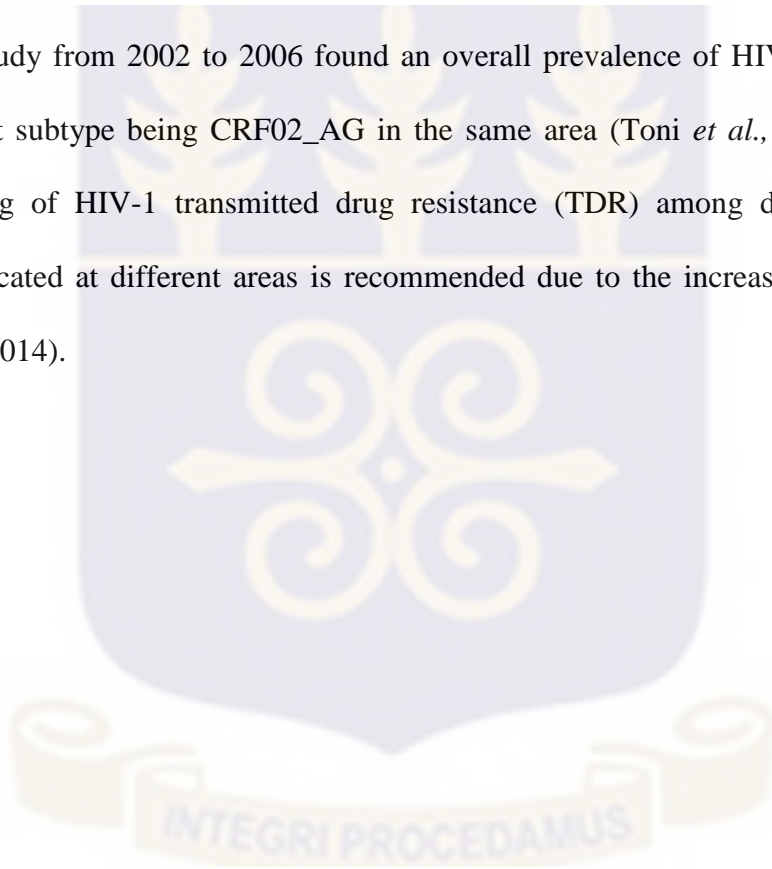 udy from 2002 to 2006 found an overall prevalence of HIV
t subtype being CRF02_AG in the same area (Toni et al.,
g of HIV-1 transmitted drug resistance (TDR) among d
cated at different areas is recommended due to the increas
014).
INTEGRI PROCEDAMUS